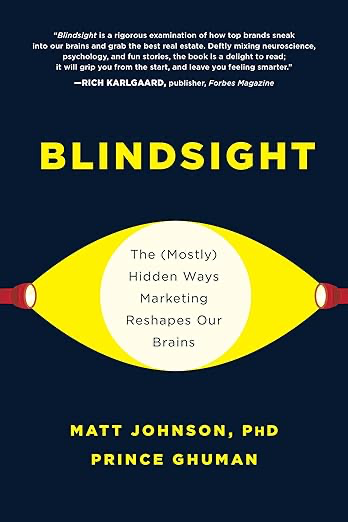 "Blindsight is a rigorous examination of how top brands sneak
into our brains and grab the best real estate. Deftly mixing neuroscience,
psychology, and fun stories, the book is a delight to read;
it will grip you from the start, and leave you feeling smarter."
—RICH KARLGAARD, publisher, Forbes Magazine
BLINDSIGHT
The (Mostly)
Hidden Ways
Marketing
Reshapes Our
Brains
MATT JOHNSON, PHD
PRINCE GHUMAN